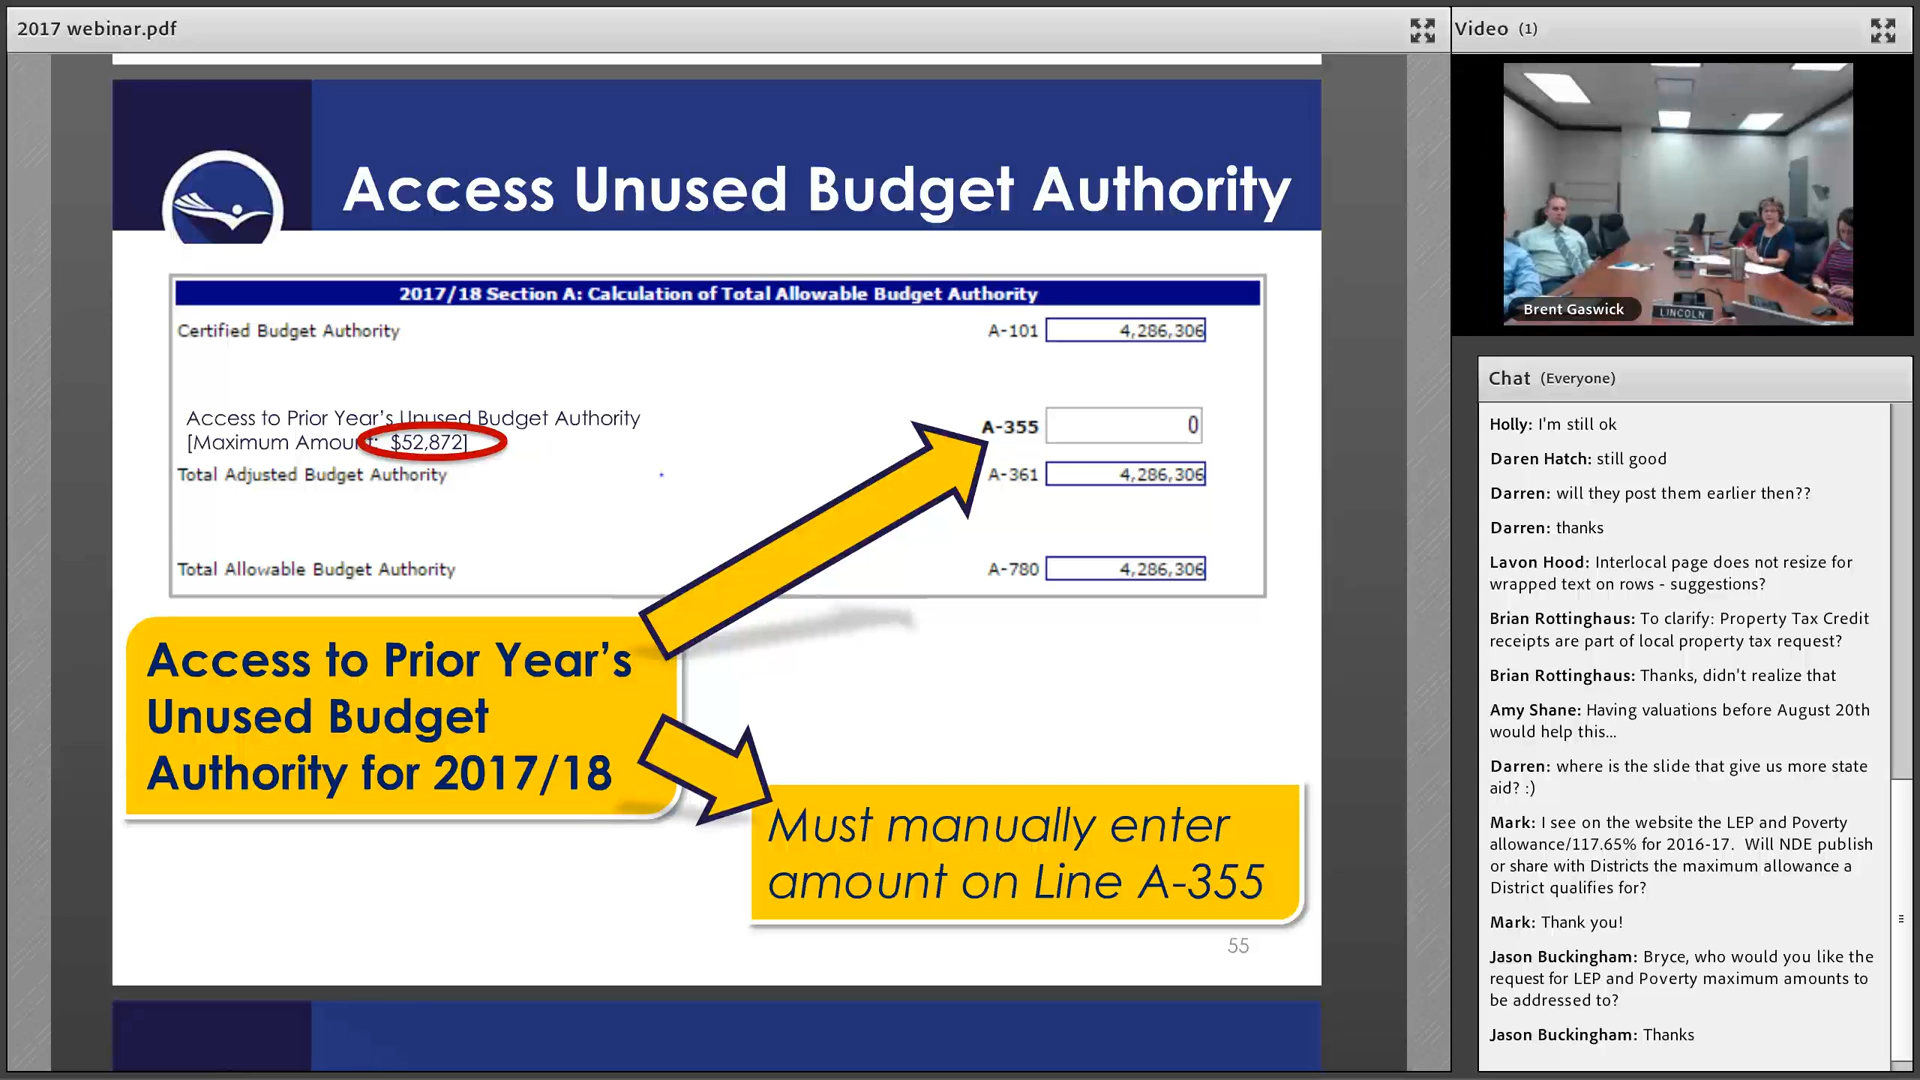 2017 webinar.pdf
Access Unused Budget Authority
2017/18 Section A: Calculation of Total Allowable Budget Authority
Certified Budget Authority A-101 4,286,306
Access to Prior Year's Unused Budget Authority
[Maximum Amount: $52,872]
A-355 0
Total Adjusted Budget Authority A-361 4,286,306
Total Allowable Budget Authority A-780 4,286,306
Access to Prior Year's
Unused Budget
Authority for 2017/18
Must manually enter
amount on Line A-355
55
Video (1)
Brent Gaswick
LINCOLN
Chat (Everyone)
Holly: I'm still ok
Daren Hatch: still good
Darren: will they post them earlier then??
Darren: thanks
Lavon Hood: Interlocal page does not resize for
wrapped text on rows - suggestions?
Brian Rottinghaus: To clarify: Property Tax Credit
receipts are part of local property tax request?
Brian Rottinghaus: Thanks, didn't realize that
Amy Shane: Having valuations before August 20th
would help this...
Darren: where is the slide that give us more state
aid? :)
Mark: I see on the website the LEP and Poverty
allowance/117.65% for 2016-17. Will NDE publish
or share with Districts the maximum allowance a
District qualifies for?
Mark: Thank you!
Jason Buckingham: Bryce, who would you like the
request for LEP and Poverty maximum amounts to
be addressed to?
Jason Buckingham: Thanks